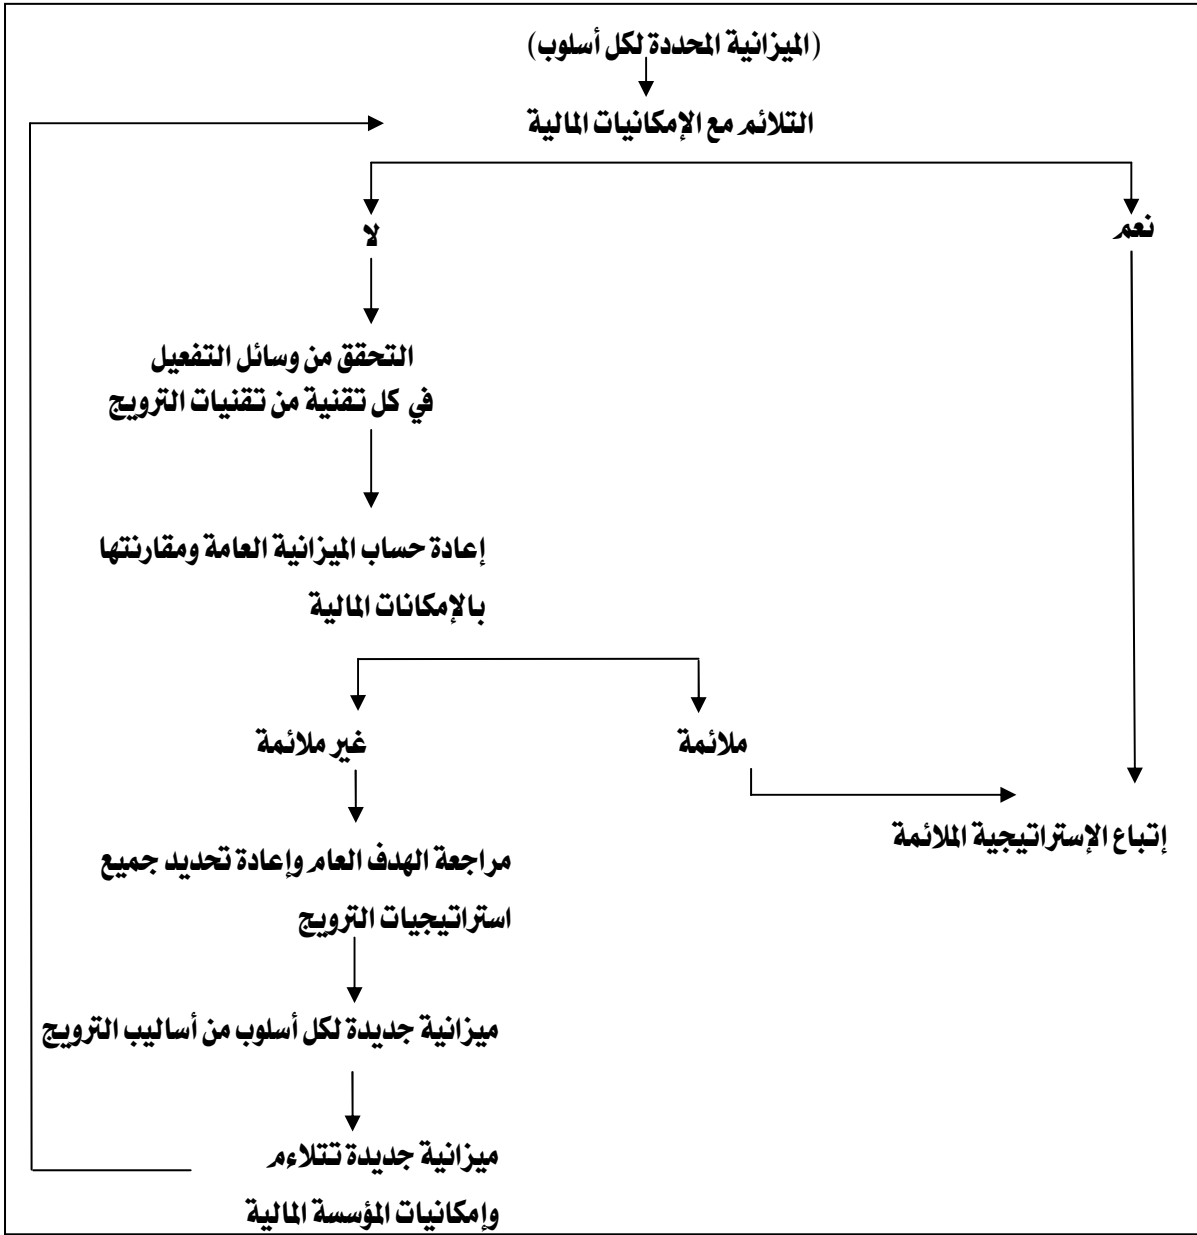 (الميزانية المحددة لكل أسلوب)
التلائم مع الإمكانيات المالية
نعم
لا
التحقق من وسائل التفعيل
في كل تقنية من تقنيات الترويج
إعادة حساب الميزانية العامة ومقارنتها
بالإمكانات المالية
ملائمة
غير ملائمة
إتباع الإستراتيجية الملائمة
مراجعة الهدف العام وإعادة تحديد جميع
استراتيجيات الترويج
ميزانية جديدة لكل أسلوب من أساليب الترويج
ميزانية جديدة تتلاءم
وإمكانيات المؤسسة المالية